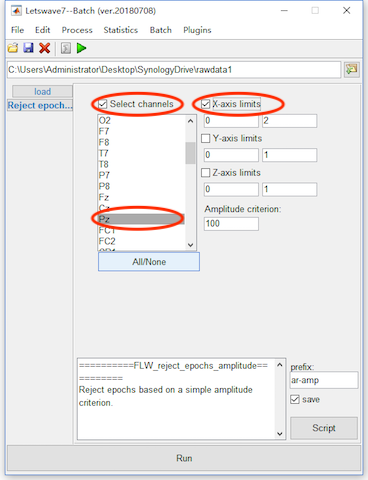 Letswave7--Batch (ver.20180708)
File Edit Process Statistics Batch Plugins
C:\Users\Administrator\Desktop\SynologyDrive\rawdata1
load
Reject epoch...
Select channels
X-axis limits
O2
F7
F8
T7
T8
P7
P8
Fz
Cz
Pz
FC1
FC2
All/None
0 2
Y-axis limits
0 1
Z-axis limits
0 1
Amplitude criterion:
100
==========FLW_reject_epochs_amplitude==
========
Reject epochs based on a simple amplitude
criterion.
prefix:
ar-amp
save
Script
Run